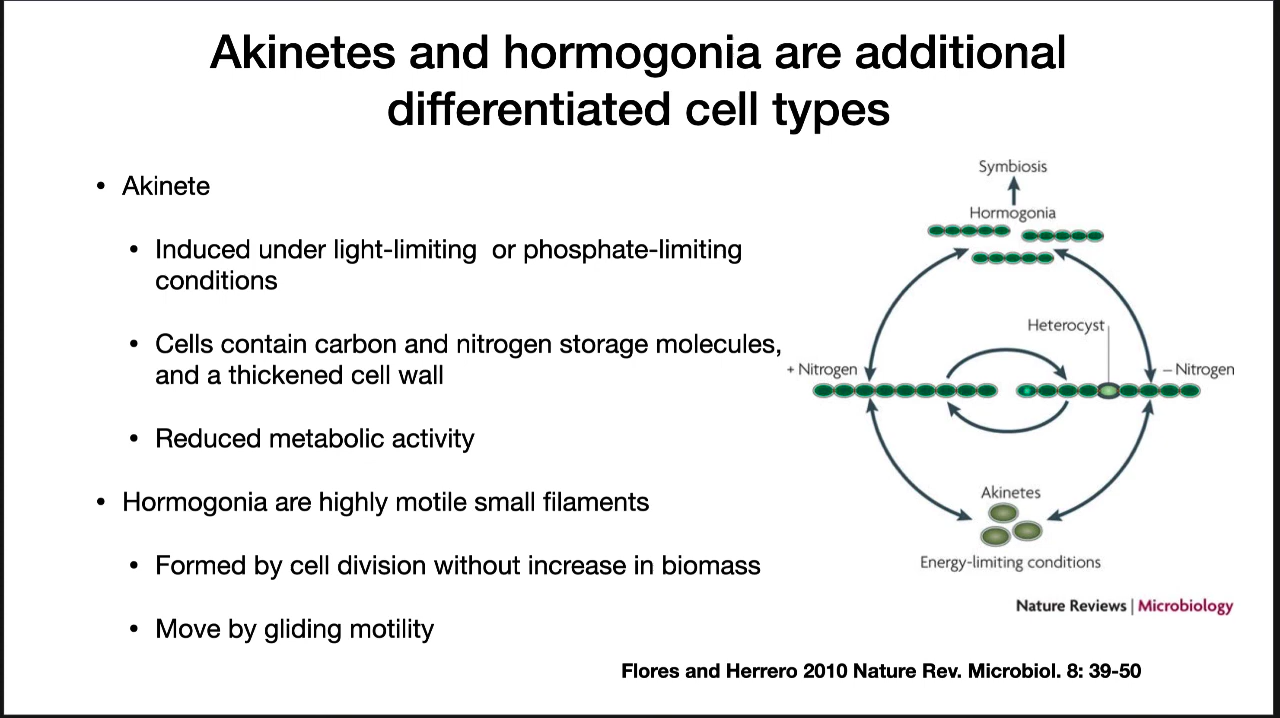 Akinetes and hormogonia are additional
differentiated cell types
• Akinete
• Induced under light-limiting  or phosphate-limiting
conditions
• Cells contain carbon and nitrogen storage molecules,
and a thickened cell wall
• Reduced metabolic activity
• Hormogonia are highly motile small filaments
• Formed by cell division without increase in biomass
• Move by gliding motility
Symbiosis
Hormogonia
Heterocyst
+ Nitrogen
– Nitrogen
Akinetes
Energy-limiting conditions
Nature Reviews | Microbiology
Flores and Herrero 2010 Nature Rev. Microbiol. 8: 39-50